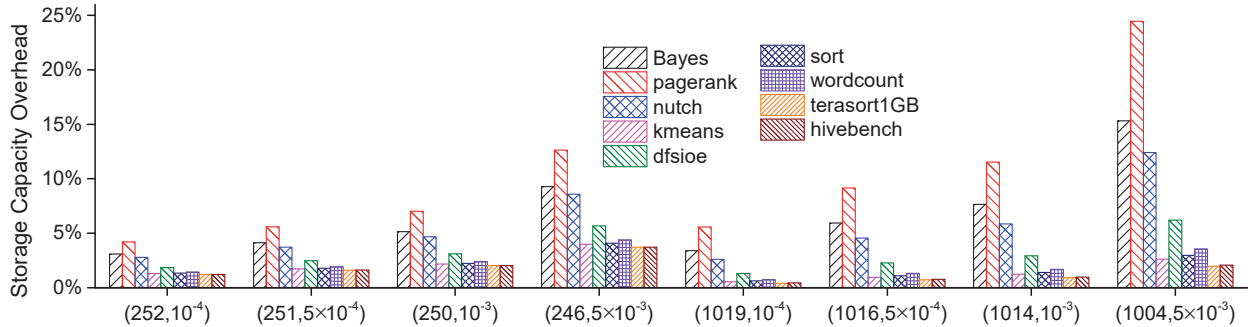 Storage Capacity Overhead
25%
20%
15%
10%
5%
0%
Bayes
pagerank
nutch
kmeans
dfsioe
sort
wordcount
terasort1GB
hivebench
(252,10⁻⁴)
(251,5×10⁻⁴)
(250,10⁻³)
(246,5×10⁻³)
(1019,10⁻⁴)
(1016,5×10⁻⁴)
(1014,10⁻³)
(1004,5×10⁻³)